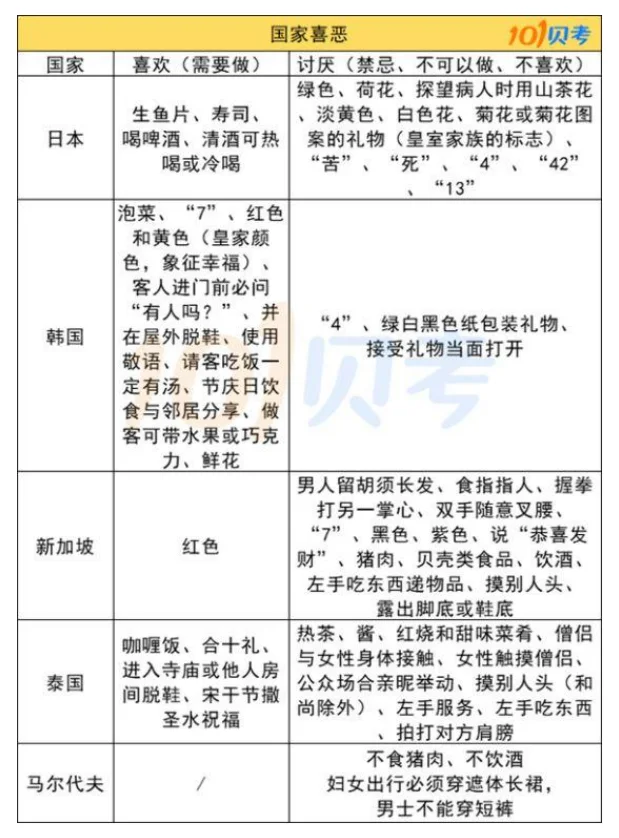 国家喜恶
101贝考
国家
喜欢（需要做）
讨厌（禁忌、不可以做、不喜欢）
日本
生鱼片、寿司、
喝啤酒、清酒可热
喝或冷喝
绿色、荷花、探望病人时用山茶花
、淡黄色、白色花、菊花或菊花图
案的礼物（皇室家族的标志）、
“苦”、“死”、“4”、“42”
、“13”
韩国
泡菜、“7”、红色
和黄色（皇家颜
色，象征幸福）、
客人进门前必问
“有人吗？”、并
在屋外脱鞋、使用
敬语、请客吃饭一
定有汤、节庆日饮
食与邻居分享、做
客可带水果或巧克
力、鲜花
“4”、绿白黑色纸包装礼物、
接受礼物当面打开
101贝考
新加坡
红色
男人留胡须长发、食指指人、握拳
打另一掌心、双手随意叉腰、
“7”、黑色、紫色、说“恭喜发
财”、猪肉、贝壳类食品、饮酒、
左手吃东西递物品、摸别人头、
露出脚底或鞋底
泰国
咖喱饭、合十礼、
进入寺庙或他人房
间脱鞋、宋干节撒
圣水祝福
热茶、酱、红烧和甜味菜肴、僧侣
与女性身体接触、女性触摸僧侣、
公众场合亲昵举动、摸别人头（和
尚除外）、左手服务、左手吃东西
、拍打对方肩膀
马尔代夫
/
不食猪肉、不饮酒
妇女出行必须穿遮体长裙，
男士不能穿短裤